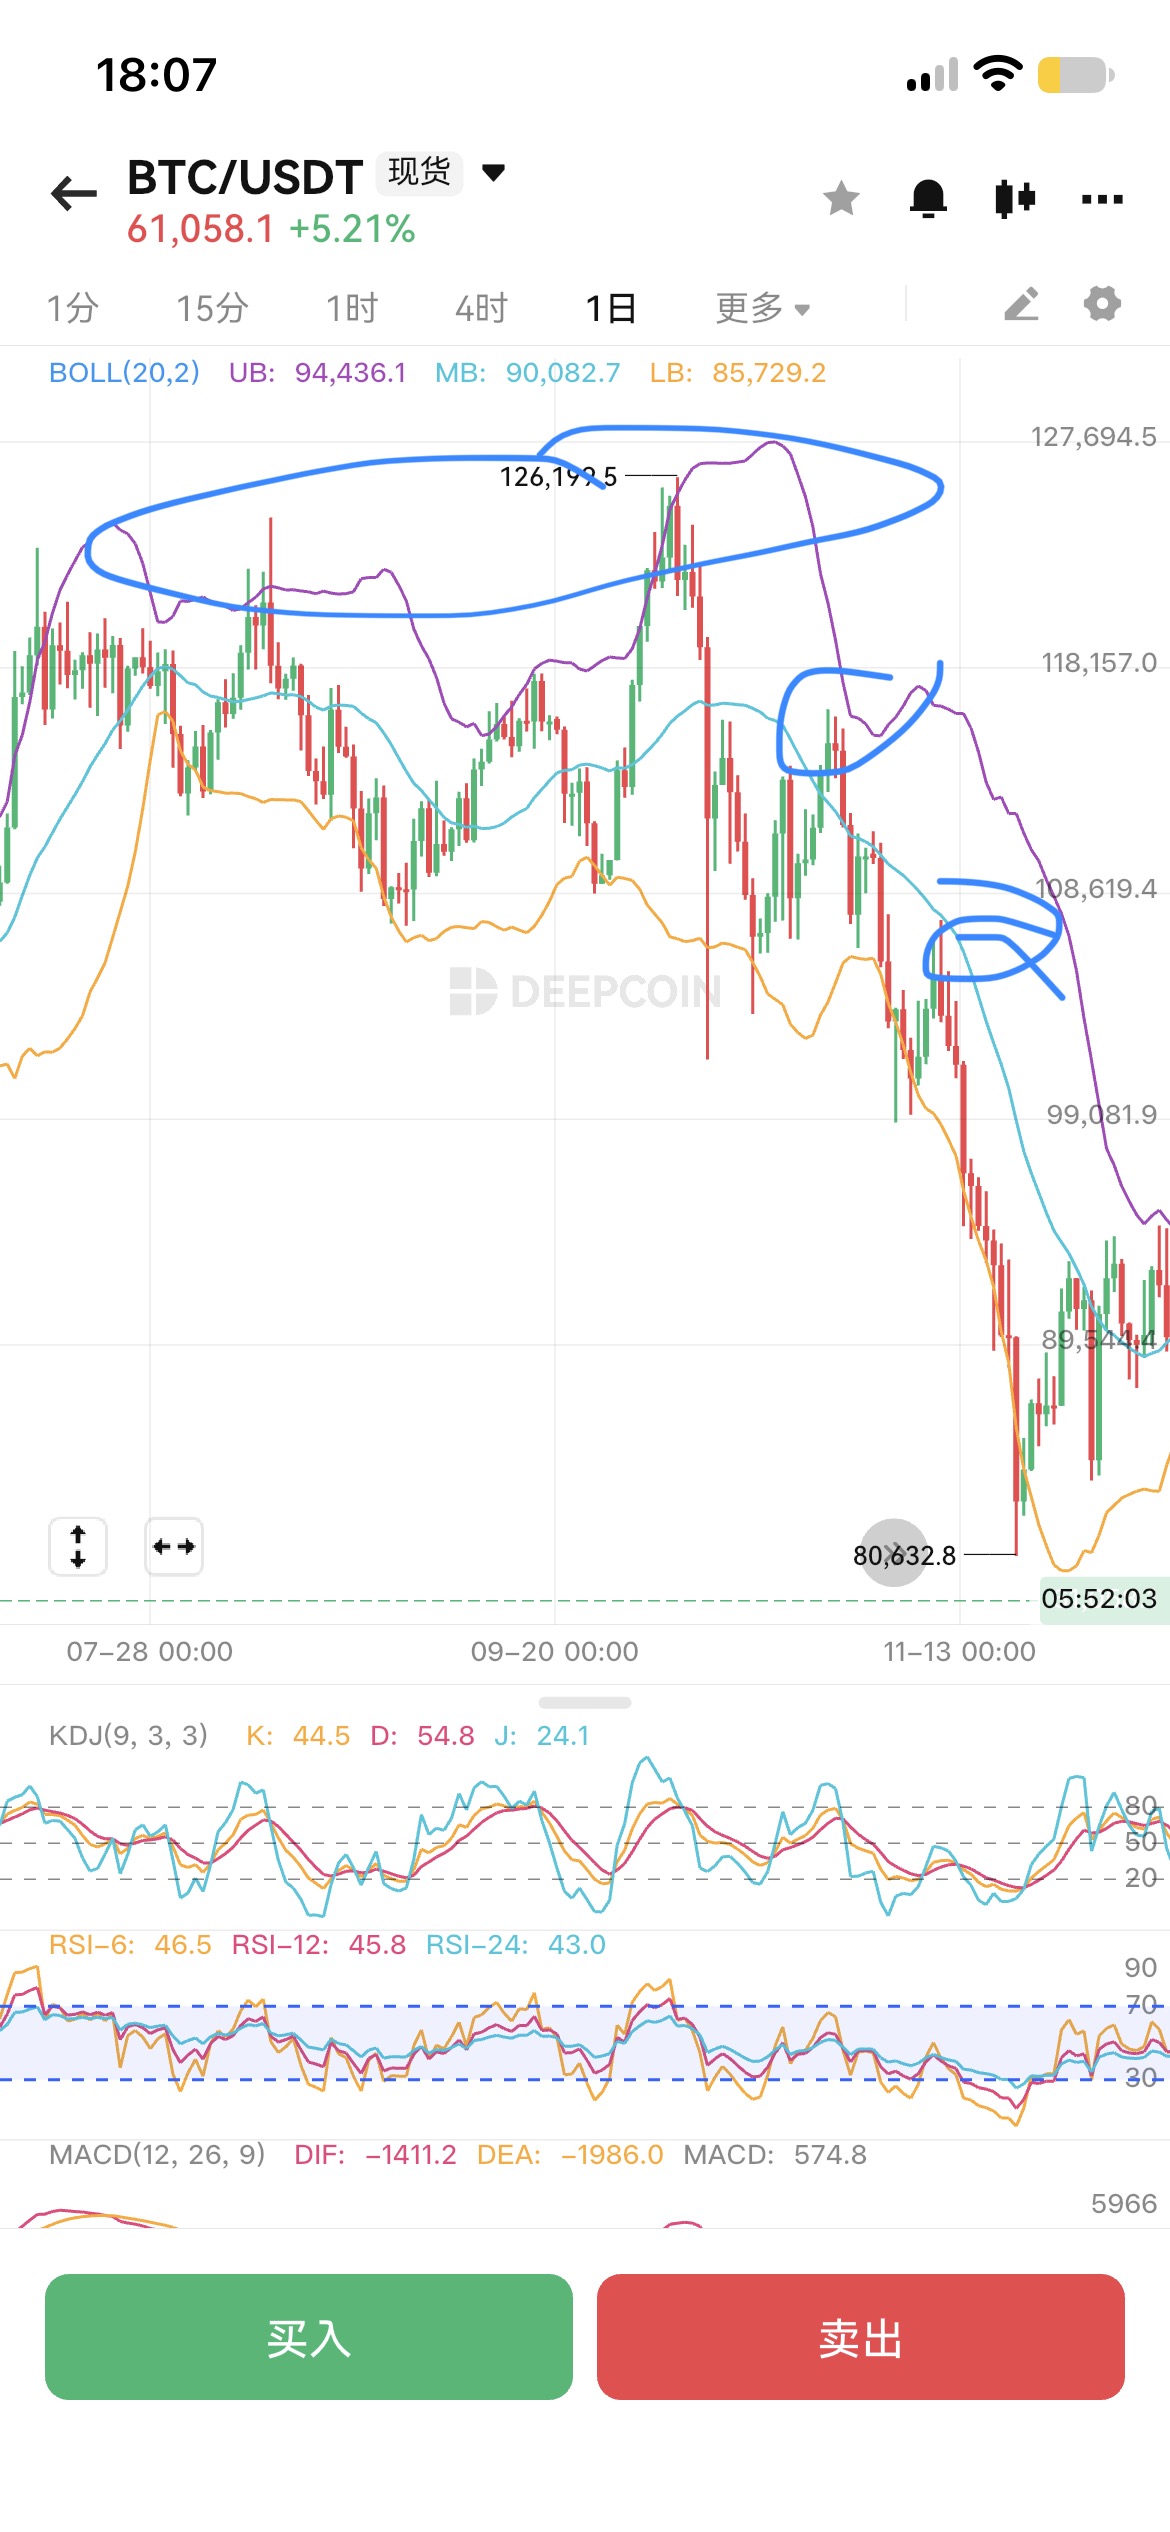 18:07
BTC/USDT 现货
61,058.1 +5.21%
1分 15分 1时 4时 1日 更多
BOLL(20,2) UB: 94,436.1 MB: 90,082.7 LB: 85,729.2
127,694.5
126,199.5
118,157.0
108,619.4
DEEPCOIN
99,081.9
89,544.4
80,632.8
05:52:03
07-28 00:00 09-20 00:00 11-13 00:00
KDJ(9, 3, 3) K: 44.5 D: 54.8 J: 24.1
80
50
20
RSI-6: 46.5 RSI-12: 45.8 RSI-24: 43.0
90
70
30
MACD(12, 26, 9) DIF: -1411.2 DEA: -1986.0 MACD: 574.8
5966
买入 卖出